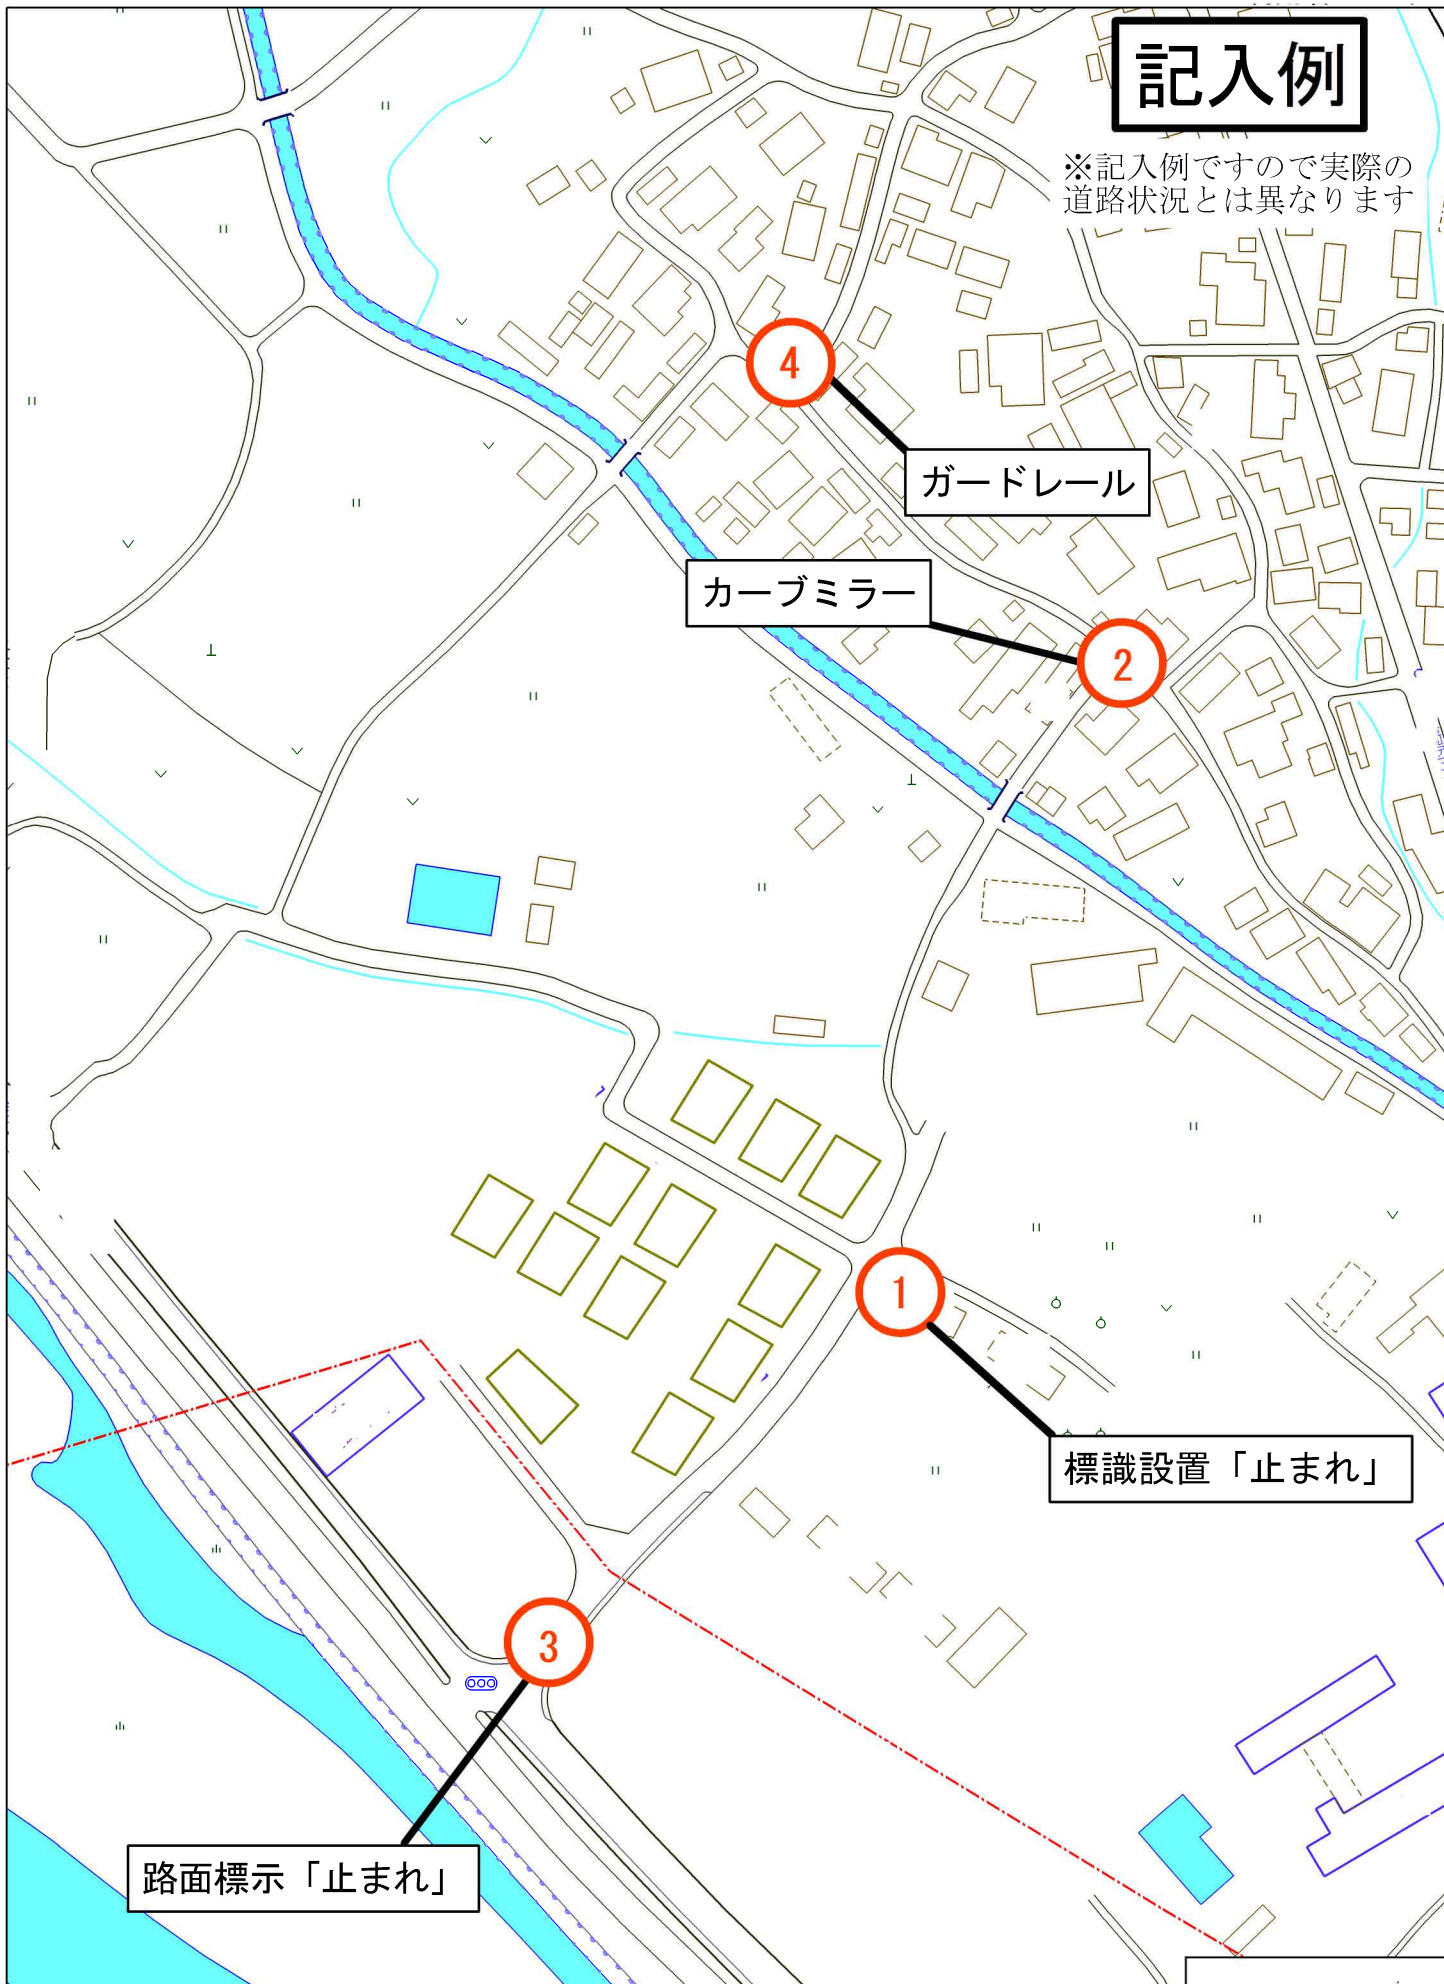 記入例
※記入例ですので実際の
道路状況とは異なります
4
ガードレール
カーブミラー
2
1
標識設置「止まれ」
3
路面標示「止まれ」